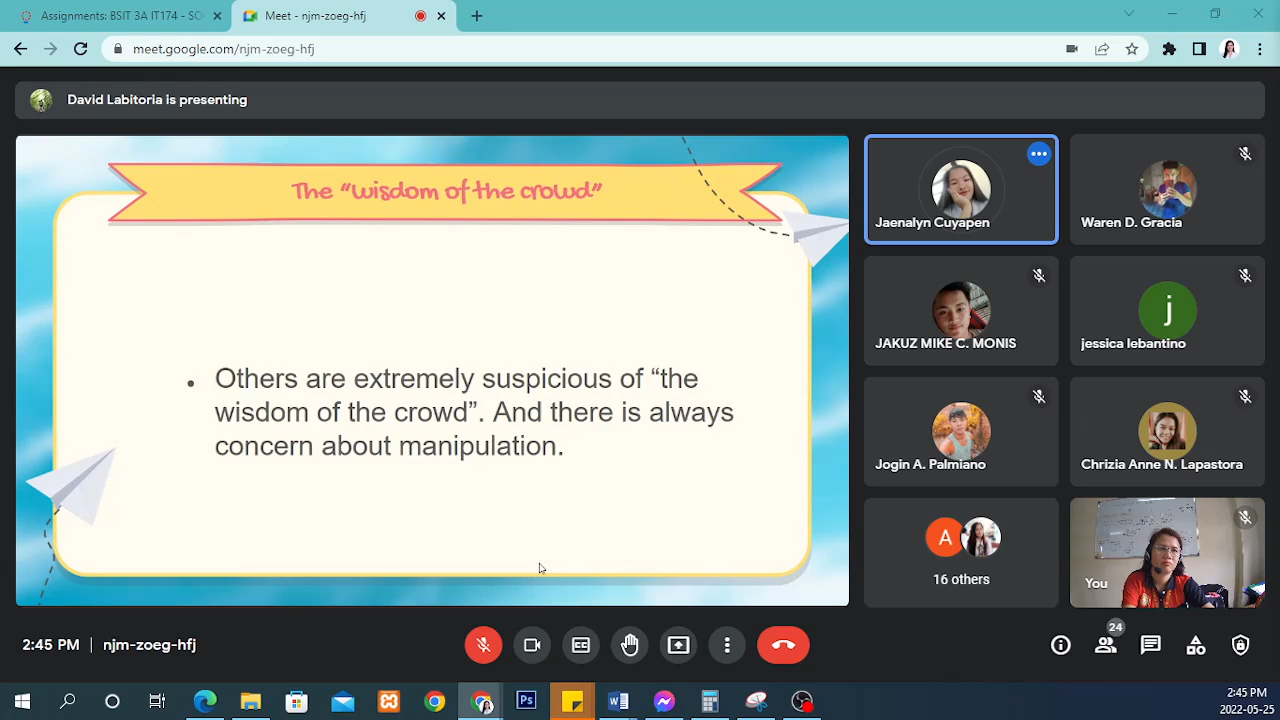 Assignments: BSIT 3A IT174 - SC
Meet - njm-zoeg-hfj
meet.google.com/njm-zoeg-hfj
David Labitoria is presenting
The “wisdom of the crowd”
• Others are extremely suspicious of “the
wisdom of the crowd”. And there is always
concern about manipulation.
Jaenalyn Cuyapen
Waren D. Gracia
JAKUZ MIKE C. MONIS
j
jessica lebantino
Jogin A. Palmiano
Chrizia Anne N. Lapastora
A
16 others
You
2:45 PM | njm-zoeg-hfj
CC
24
Ps
W
2:45 PM
2022-05-25